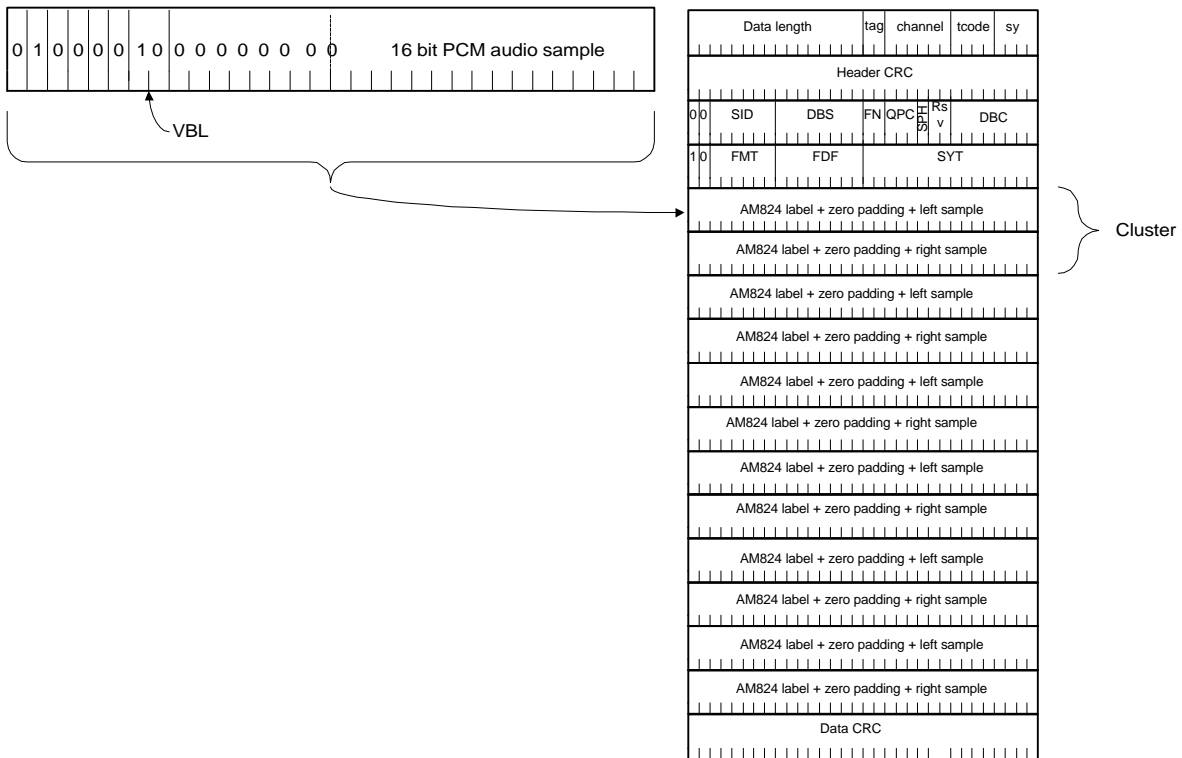 0 1 0 0 0 0 1 0 0 0 0 0 0 0 0 0 16 bit PCM audio sample
VBL
Data length tag channel tcode sy
Header CRC
0 0 SID DBS FN QPC SPH Rsv DBC
1 0 FMT FDF SYT
AM824 label + zero padding + left sample
AM824 label + zero padding + right sample
Cluster
AM824 label + zero padding + left sample
AM824 label + zero padding + right sample
AM824 label + zero padding + left sample
AM824 label + zero padding + right sample
AM824 label + zero padding + left sample
AM824 label + zero padding + right sample
AM824 label + zero padding + left sample
AM824 label + zero padding + right sample
AM824 label + zero padding + left sample
AM824 label + zero padding + right sample
Data CRC